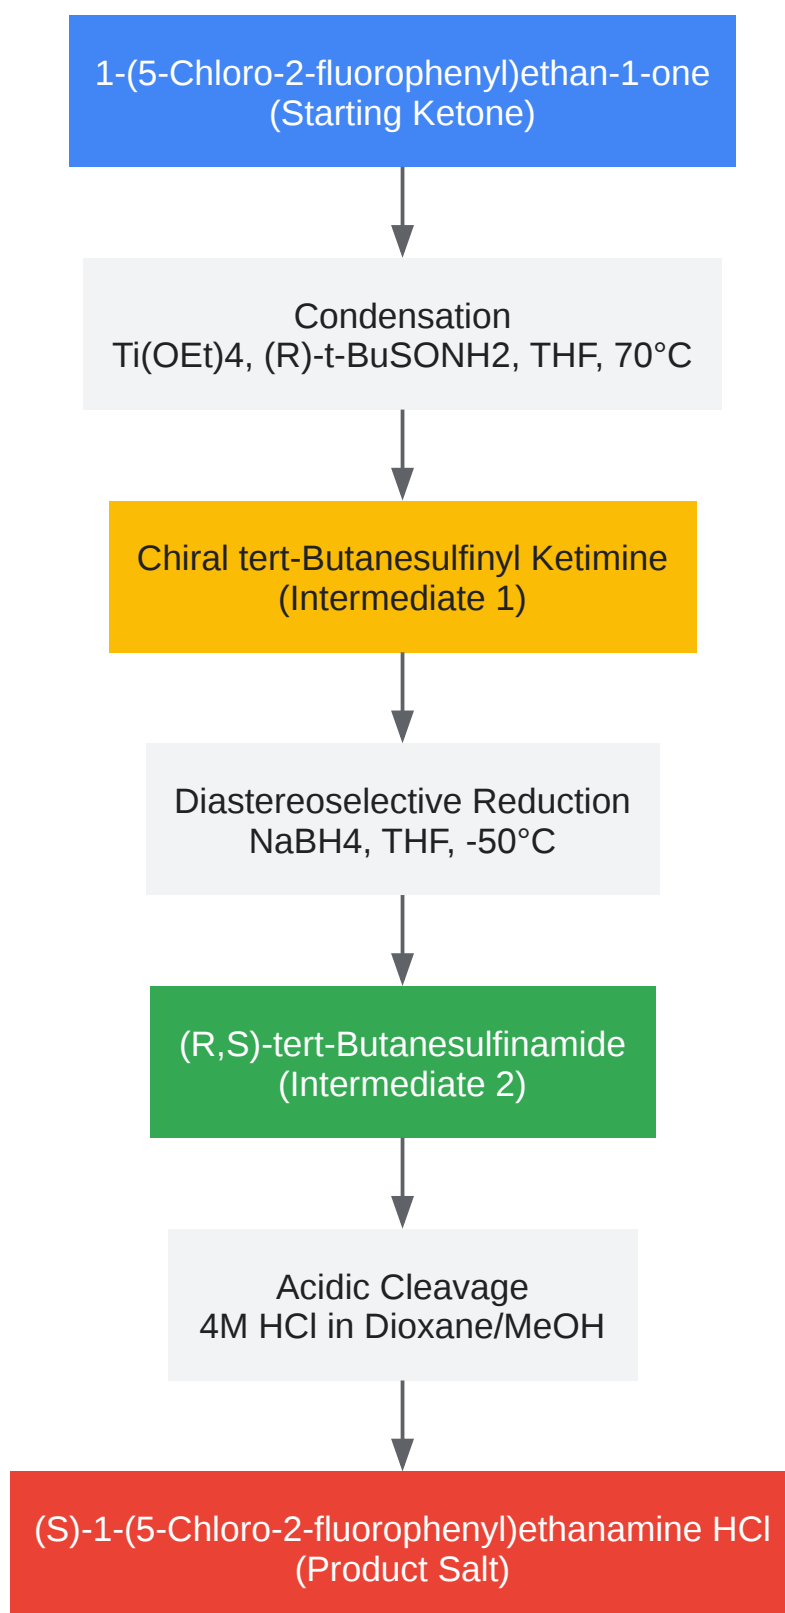 1-(5-Chloro-2-fluorophenyl)ethan-1-one
(Starting Ketone)
Condensation
Ti(OEt)4, (R)-t-BuSONH2, THF, 70°C
Chiral tert-Butanesulfinyl Ketimine
(Intermediate 1)
Diastereoselective Reduction
NaBH4, THF, -50°C
(R,S)-tert-Butanesulfinamide
(Intermediate 2)
Acidic Cleavage
4M HCl in Dioxane/MeOH
(S)-1-(5-Chloro-2-fluorophenyl)ethanamine HCl
(Product Salt)